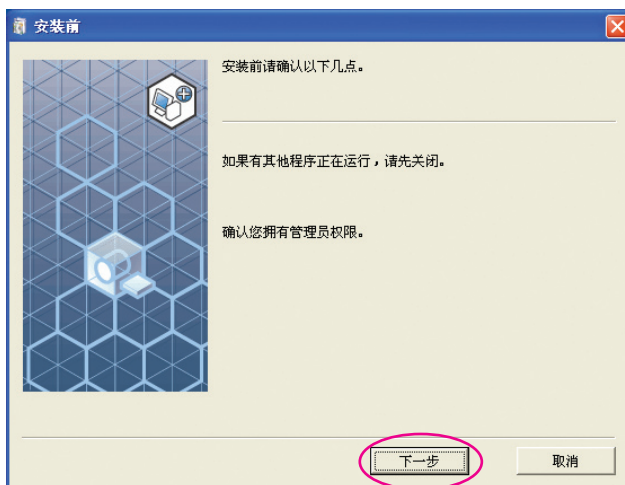 安装前
安装前请确认以下几点。
如果有其他程序正在运行，请先关闭。
确认您拥有管理员权限。
下一步
取消